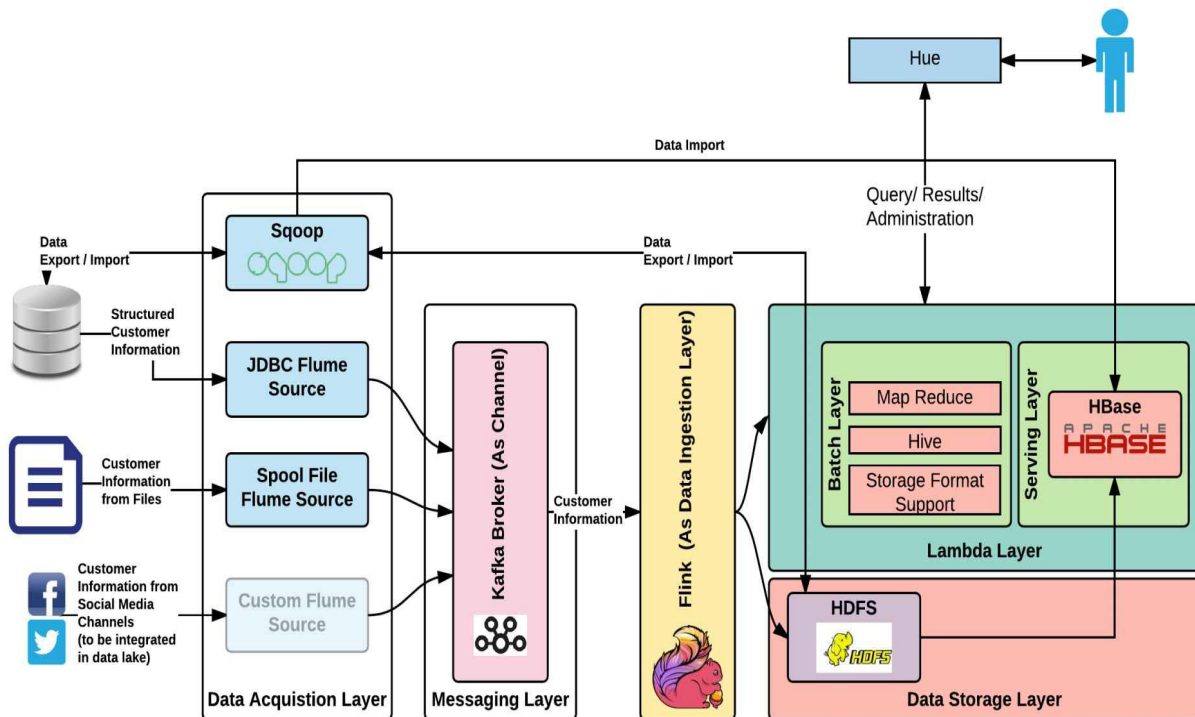 Hue
Data Import
Query/ Results/
Administration
Data
Export / Import
Sqoop
sqoop
Data
Export / Import
Structured
Customer
Information
JDBC Flume
Source
Customer
Information
from Files
Spool File
Flume Source
f
Customer
Information from
Social Media
Channels
(to be integrated
in data lake)
Custom Flume
Source
Data Acquistion Layer
Kafka Broker (As Channel)
Messaging Layer
Customer
Information
Flink (As Data Ingestion Layer)
Batch Layer
Map Reduce
Hive
Storage Format
Support
Serving Layer
HBase
APACHE
HBASE
Lambda Layer
HDFS
HDFS
Data Storage Layer